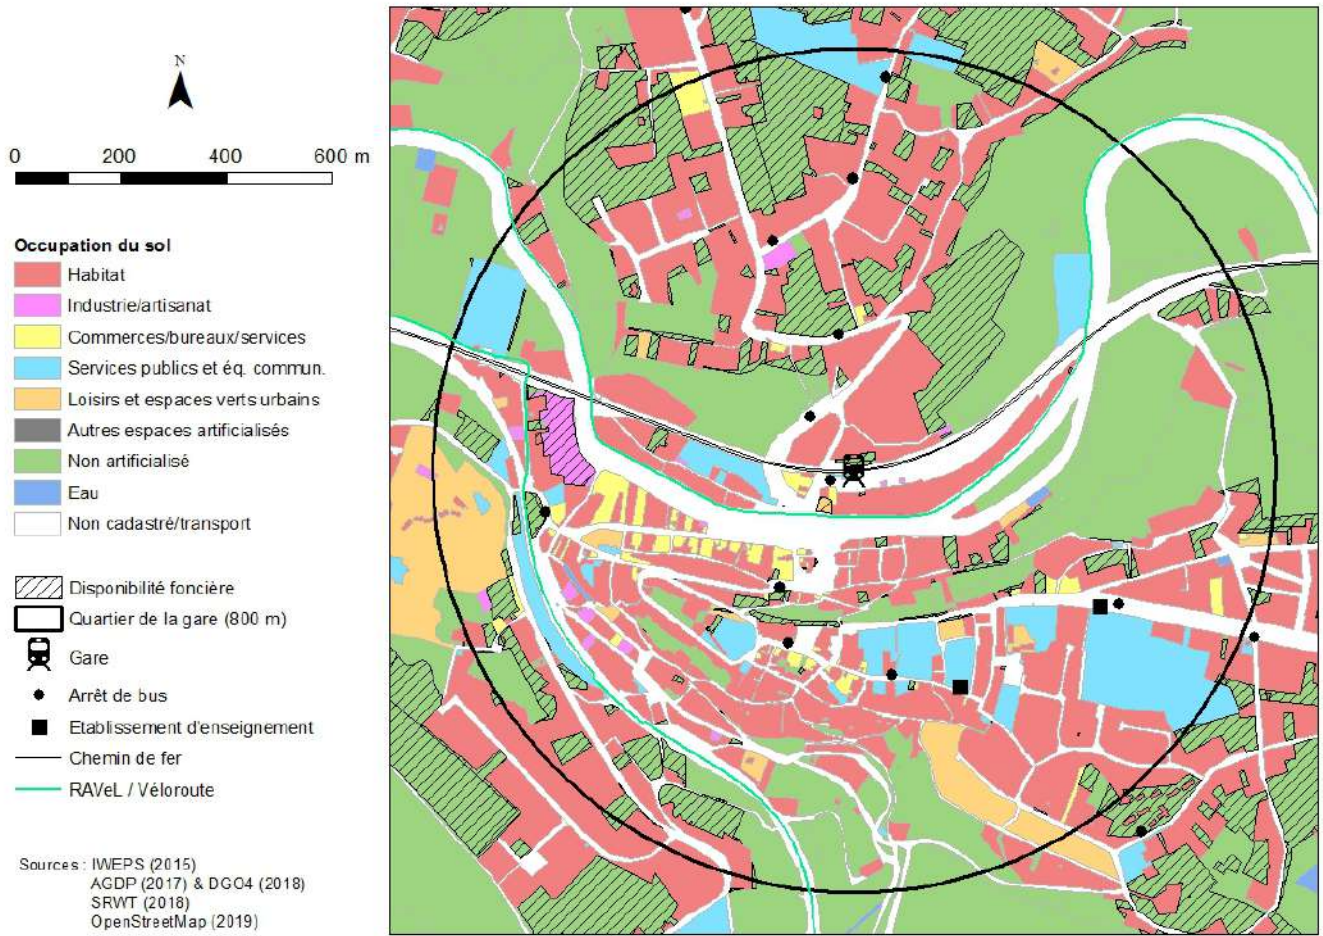 N
0 200 400 600 m
Occupation du sol
Habitat
Industrie/artisanat
Commerces/bureaux/services
Services publics et éq. commun.
Loisirs et espaces verts urbains
Autres espaces artificialisés
Non artificialisé
Eau
Non cadastré/transport
Disponibilité foncière
Quartier de la gare (800 m)
Gare
Arrêt de bus
Etablissement d'enseignement
Chemin de fer
RAVeL / Véloroute
Sources : IWEPS (2015)
AGDP (2017) & DGO4 (2018)
SRWT (2018)
OpenStreetMap (2019)